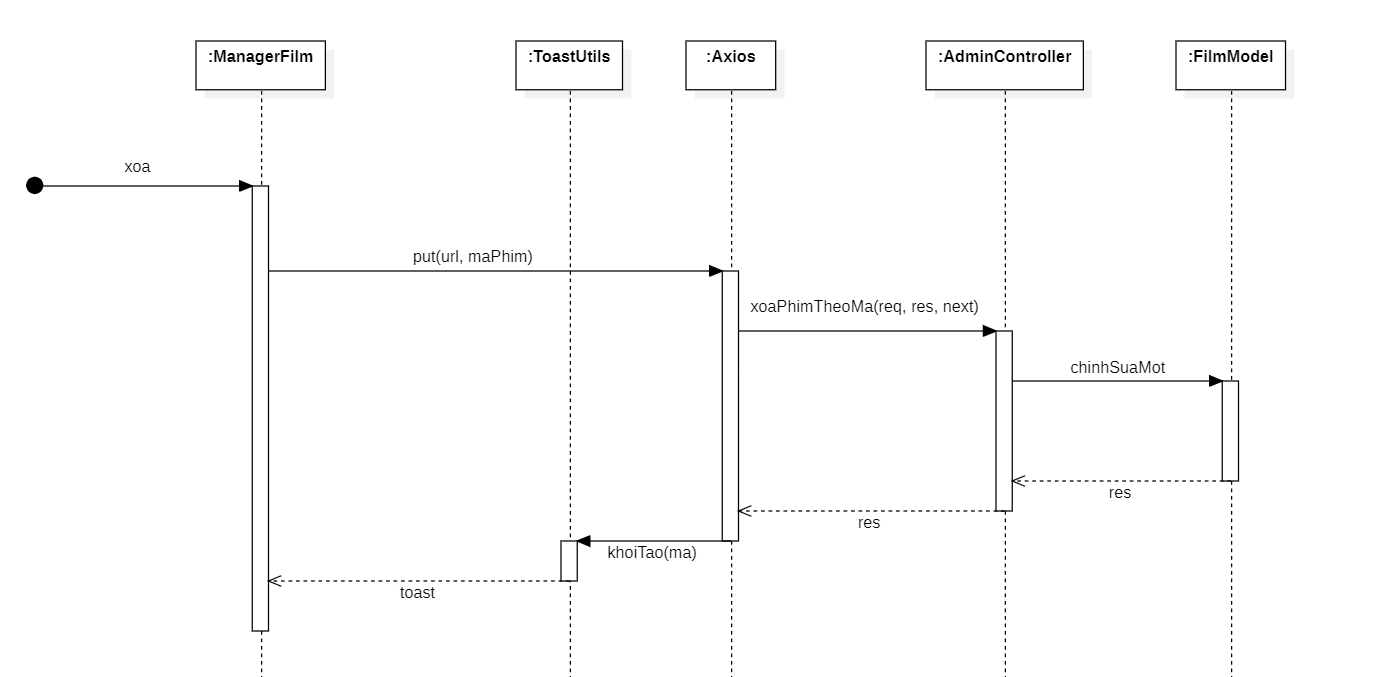 :ManagerFilm
:ToastUtils
:Axios
:AdminController
:FilmModel
xoa
put(url, maPhim)
xoaPhimTheoMa(req, res, next)
chinhSuaMot
res
res
khoiTao(ma)
toast